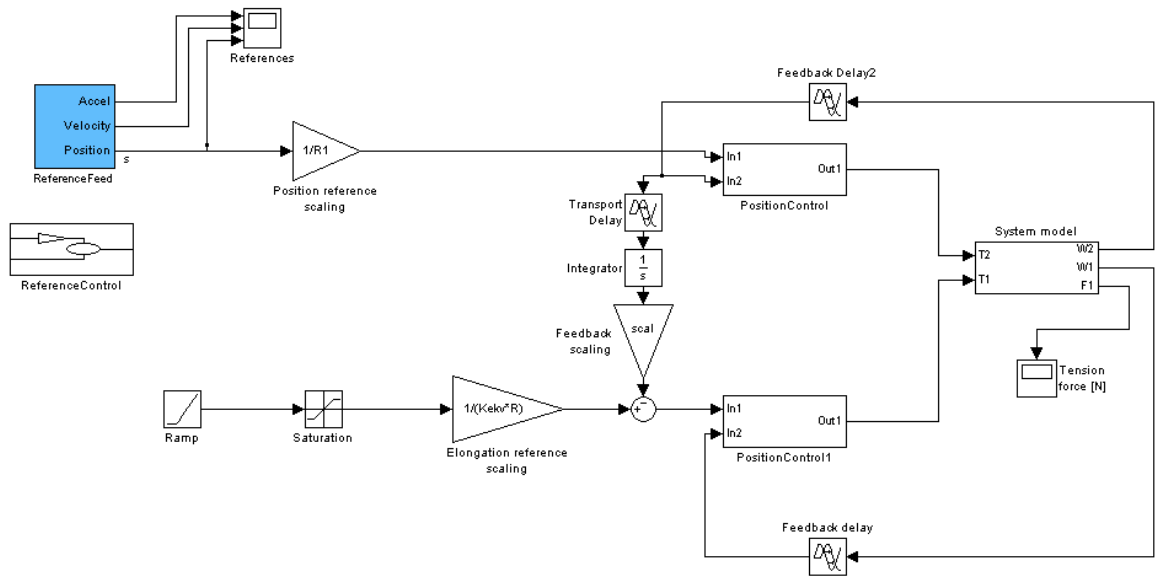 References
Feedback Delay2
Accel
Velocity
Position
s
ReferenceFeed
1/R1
Position reference
scaling
In1
In2
Out1
PositionControl
Transport
Delay
System model
T2
T1
W2
W1
F1
ReferenceControl
Integrator
1
s
Feedback
scaling
scal
Tension
force [N]
Ramp
Saturation
1/(Kekv*R)
Elongation reference
scaling
+
−
In1
In2
Out1
PositionControl1
Feedback delay